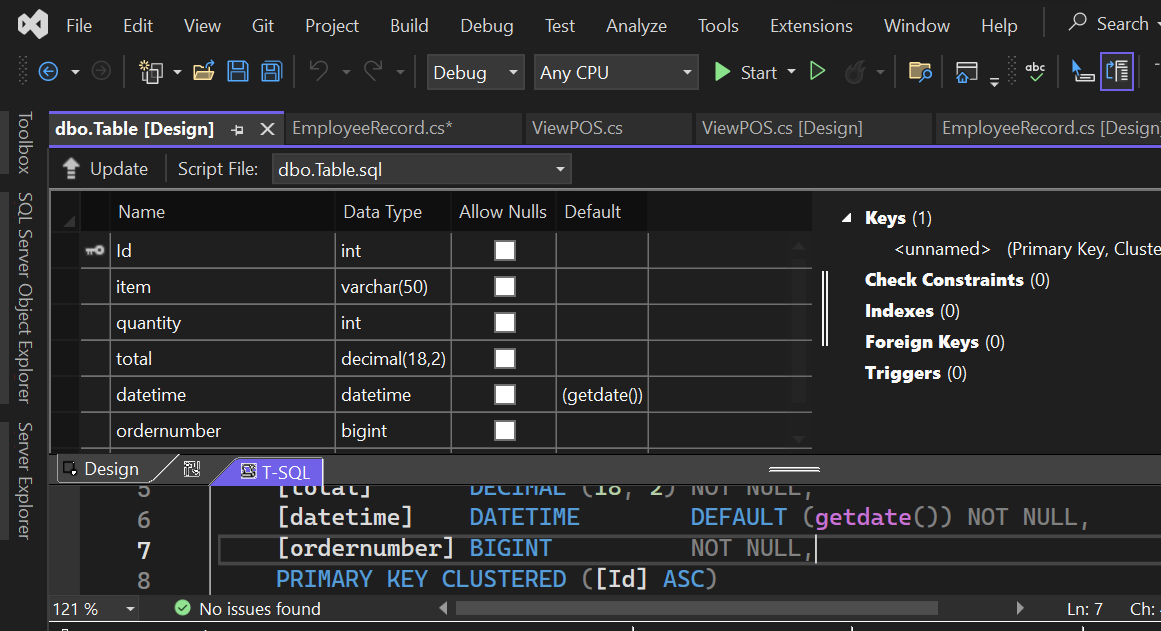 File Edit View Git Project Build Debug Test Analyze Tools Extensions Window Help Search
Debug Any CPU Start abc
Toolbox
SQL Server Object Explorer
Server Explorer
dbo.Table [Design] EmployeeRecord.cs* ViewPOS.cs ViewPOS.cs [Design] EmployeeRecord.cs [Design
Update Script File: dbo.Table.sql
Name Data Type Allow Nulls Default
Id int
item varchar(50)
quantity int
total decimal(18,2)
datetime datetime (getdate())
ordernumber bigint
Keys (1)
<unnamed> (Primary Key, Cluste
Check Constraints (0)
Indexes (0)
Foreign Keys (0)
Triggers (0)
Design T-SQL
5 [total] DECIMAL (18, 2) NOT NULL,
6 [datetime] DATETIME DEFAULT (getdate()) NOT NULL,
7 [ordernumber] BIGINT NOT NULL,
8 PRIMARY KEY CLUSTERED ([Id] ASC)
121 % No issues found Ln: 7 Ch: